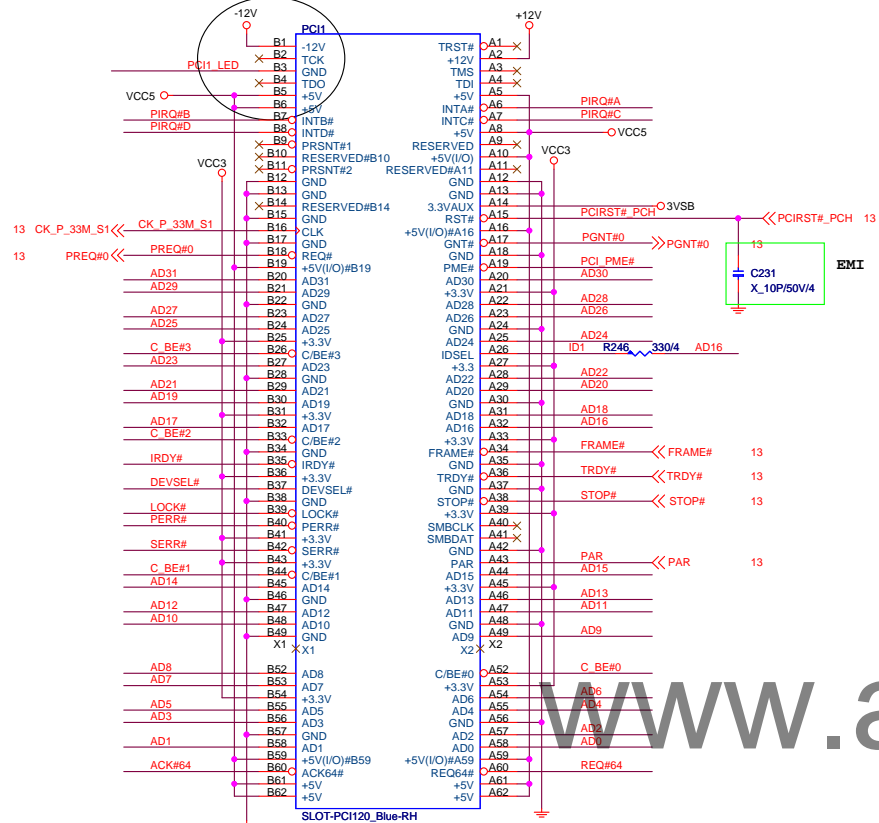 -12V
+12V
PCI1
B1 -12V TRST# A1
B2 TCK +12V A2
PCI1_LED B3 GND TMS A3
B4 TDO TDI A4
VCC5 B5 +5V +5V A5
B6 +5V INTA# A6 PIRQ#A
PIRQ#B B7 INTB# INTC# A7 PIRQ#C
PIRQ#D B8 INTD# +5V A8 VCC5
B9 PRSNT#1 RESERVED A9
B10 RESERVED#B10 +5V(I/O) A10 VCC3
VCC3 B11 PRSNT#2 RESERVED#A11 A11
B12 GND GND A12
B13 GND GND A13
B14 RESERVED#B14 3.3VAUX A14 3VSB
B15 GND RST# A15 PCIRST#_PCH PCIRST#_PCH 13
13 CK_P_33M_S1 CK_P_33M_S1 B16 CLK +5V(I/O)#A16 A16
B17 GND GNT# A17 PGNT#0 PGNT#0 13
13 PREQ#0 PREQ#0 B18 REQ# GND A18
B19 +5V(I/O)#B19 PME# A19 PCI_PME#
EMI
C231
X_10P/50V/4
AD31 B20 AD31 AD30 A20 AD30
AD29 B21 AD29 +3.3V A21
B22 GND AD28 A22 AD28
AD27 B23 AD27 AD26 A23 AD26
AD25 B24 AD25 GND A24
B25 +3.3V AD24 A25 AD24
C_BE#3 B26 C/BE#3 IDSEL A26 ID1 R246 330/4 AD16
AD23 B27 AD23 +3.3 A27
B28 GND AD22 A28 AD22
AD21 B29 AD21 AD20 A29 AD20
AD19 B30 AD19 GND A30
B31 +3.3V AD18 A31 AD18
AD17 B32 AD17 AD16 A32 AD16
C_BE#2 B33 C/BE#2 +3.3V A33
B34 GND FRAME# A34 FRAME# FRAME# 13
IRDY# B35 IRDY# GND A35
B36 +3.3V TRDY# A36 TRDY# TRDY# 13
DEVSEL# B37 DEVSEL# GND A37
B38 GND STOP# A38 STOP# STOP# 13
LOCK# B39 LOCK# +3.3V A39
PERR# B40 PERR# SMBCLK A40
B41 +3.3V SMBDAT A41
SERR# B42 SERR# GND A42
B43 +3.3V PAR A43 PAR PAR 13
C_BE#1 B44 C/BE#1 AD15 A44 AD15
AD14 B45 AD14 +3.3V A45
B46 GND AD13 A46 AD13
AD12 B47 AD12 AD11 A47 AD11
AD10 B48 AD10 GND A48
B49 GND AD9 A49 AD9
X1 X1 X2 X2
AD8 B52 AD8 C/BE#0 A52 C_BE#0
AD7 B53 AD7 +3.3V A53
B54 +3.3V AD6 A54 AD6
AD5 B55 AD5 AD4 A55 AD4
AD3 B56 AD3 GND A56
B57 GND AD2 A57 AD2
AD1 B58 AD1 AD0 A58 AD0
B59 +5V(I/O)#B59 +5V(I/O)#A59 A59
ACK#64 B60 ACK64# REQ64# A60 REQ#64
B61 +5V +5V A61
B62 +5V +5V A62
SLOT-PCI120_Blue-RH
www.a